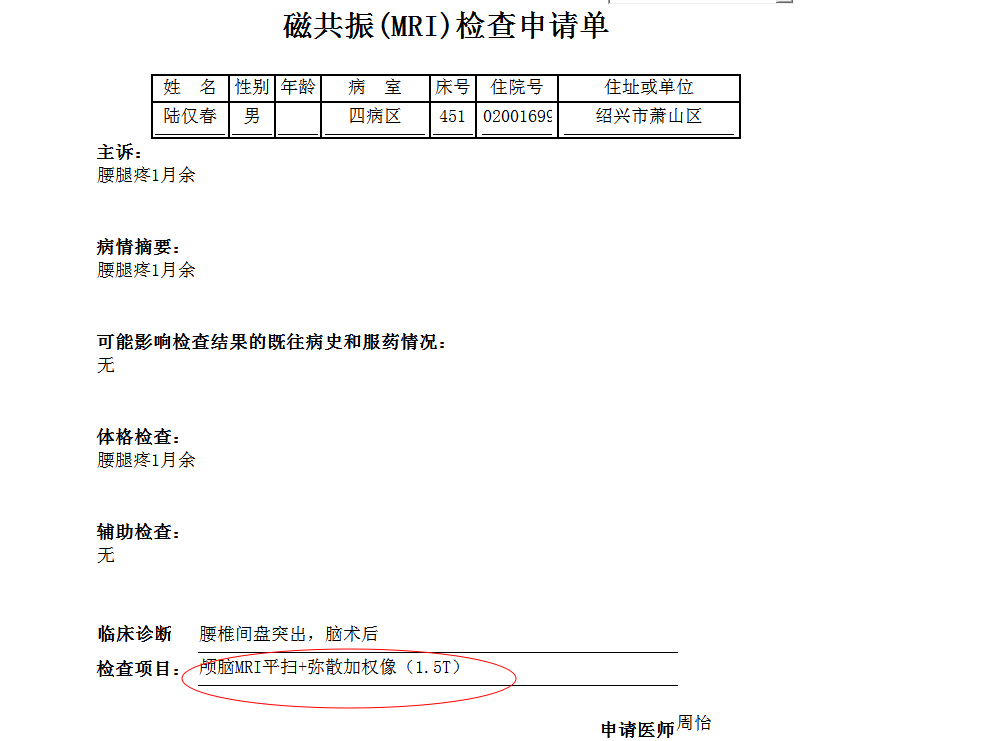 磁共振(MRI)检查申请单
姓 名 性别 年龄 病 室 床号 住院号 住址或单位
陆仅春 男 四病区 451 02001699 绍兴市萧山区
主诉：
腰腿疼1月余
病情摘要：
腰腿疼1月余
可能影响检查结果的既往病史和服药情况：
无
体格检查：
腰腿疼1月余
辅助检查：
无
临床诊断 腰椎间盘突出，脑术后
检查项目： 颅脑MRI平扫+弥散加权像（1.5T）
申请医师 周怡